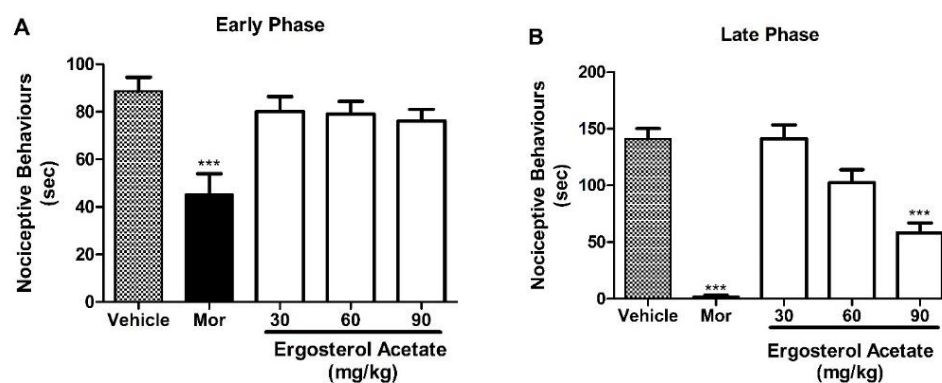 A
Early Phase
Nociceptive Behaviours
(sec)
100
80
60
40
20
0
***
Vehicle
Mor
30
60
90
Ergosterol Acetate
(mg/kg)
B
Late Phase
Nociceptive Behaviours
(sec)
200
150
100
50
0
***
***
Vehicle
Mor
30
60
90
Ergosterol Acetate
(mg/kg)